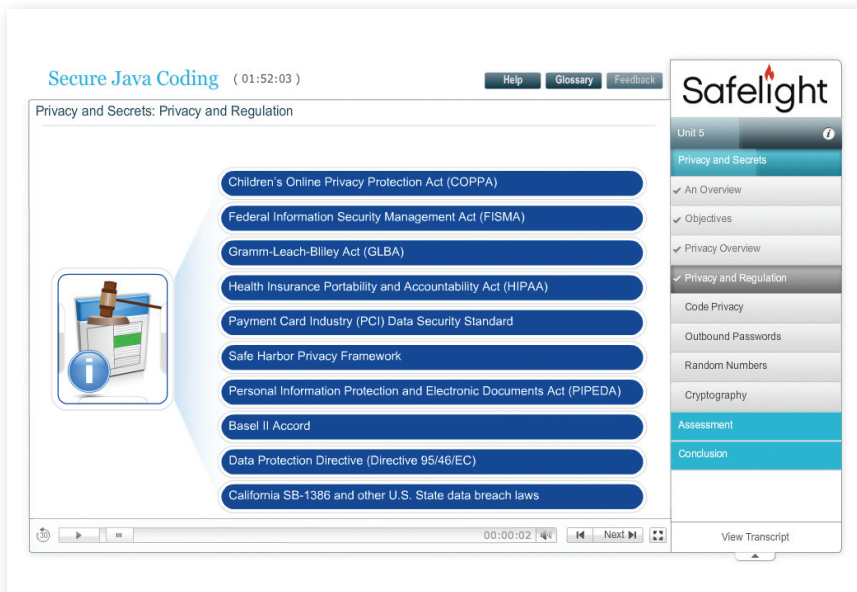 Secure Java Coding ( 01:52:03 )
Help Glossary Feedback
Privacy and Secrets: Privacy and Regulation
Children's Online Privacy Protection Act (COPPA)
Federal Information Security Management Act (FISMA)
Gramm-Leach-Bliley Act (GLBA)
Health Insurance Portability and Accountability Act (HIPAA)
Payment Card Industry (PCI) Data Security Standard
Safe Harbor Privacy Framework
Personal Information Protection and Electronic Documents Act (PIPEDA)
Basel II Accord
Data Protection Directive (Directive 95/46/EC)
California SB-1386 and other U.S. State data breach laws
i
30
00:00:02
Next
Safelight
Unit 5 i
Privacy and Secrets
An Overview
Objectives
Privacy Overview
Privacy and Regulation
Code Privacy
Outbound Passwords
Random Numbers
Cryptography
Assessment
Conclusion
View Transcript